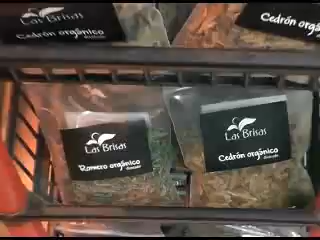 Las Brisas
Cedrón orgánico
Cedrón orgánico
Las Brisas
Romero orgánico
Las Brisas
Cedrón orgánico